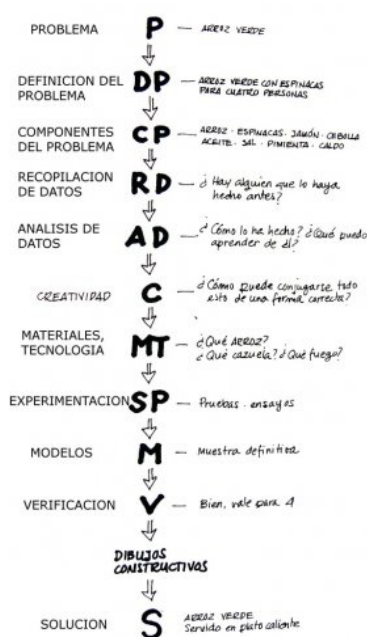 PROBLEMA P — ARROZ VERDE
DEFINICION DEL DP — ARROZ VERDE CON ESPINACAS
PROBLEMA PARA CUATRO PERSONAS
COMPONENTES CP — ARROZ - ESPINACAS - JAMÓN - CEBOLLA
DEL PROBLEMA ACEITE - SAL - PIMIENTA - CALDO
RECOPILACION RD — ¿Hay alguien que lo haya
DE DATOS hecho antes?
ANALISIS DE AD — ¿Cómo lo ha hecho? ¿Qué puedo
DATOS aprender de él?
CREATIVIDAD C — ¿Cómo puede conjugarse todo
esto de una forma correcta?
MATERIALES, MT — ¿Qué ARROZ?
TECNOLOGIA ¿Qué cazuela? ¿Qué fuego?
EXPERIMENTACION SP — Pruebas - ensayos
MODELOS M — Muestra definitiva
VERIFICACION V — Bien, vale para 4
DIBUJOS
CONSTRUCTIVOS
SOLUCION S ARROZ VERDE
Servido en plato caliente